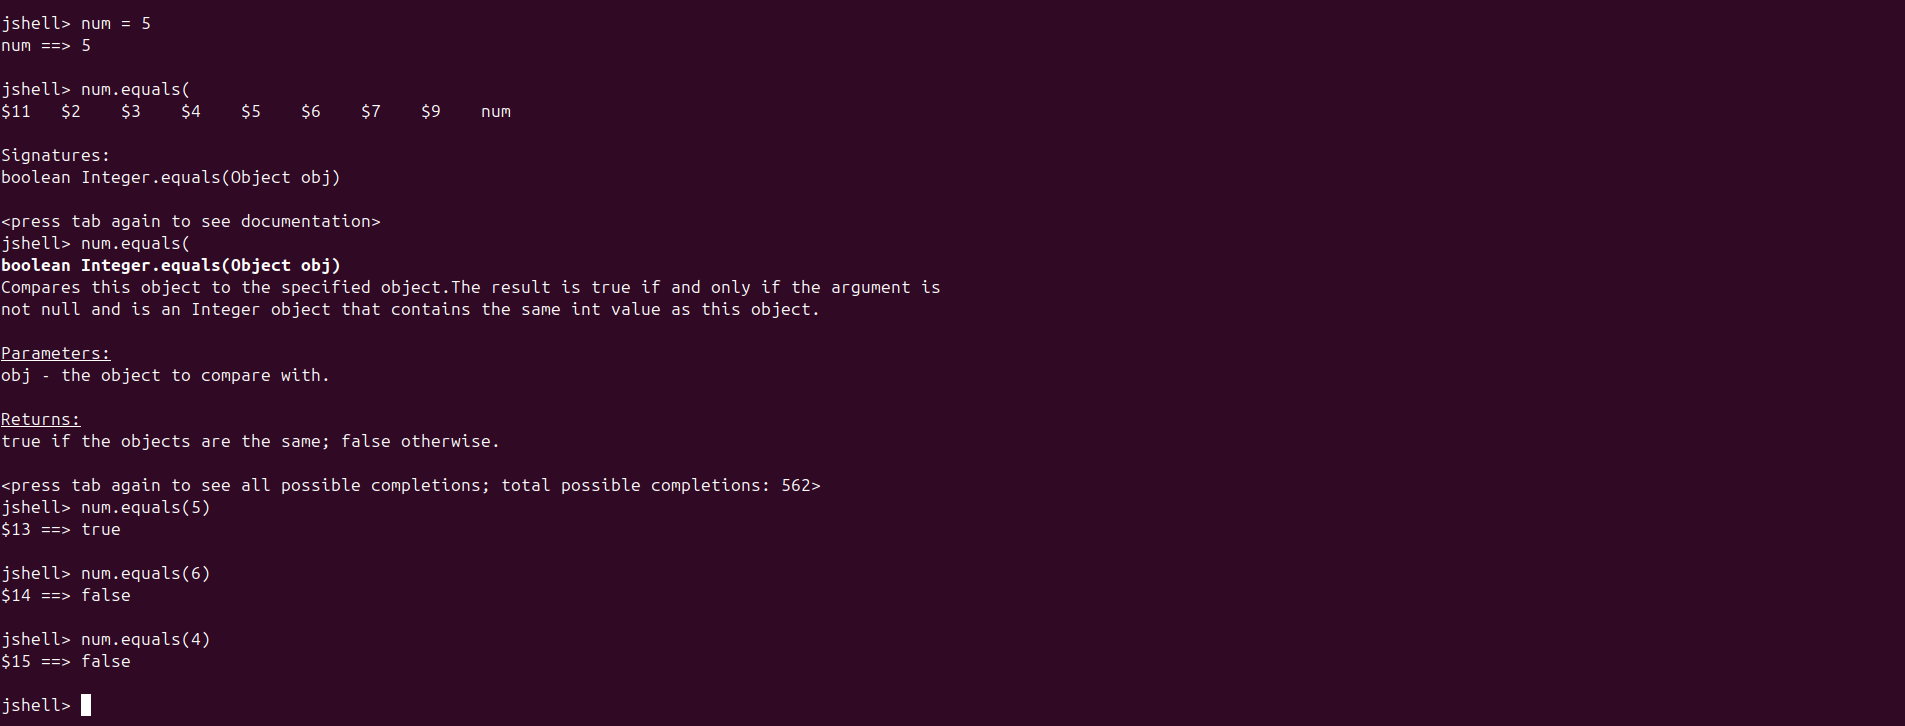 jshell> num = 5
num ==> 5
jshell> num.equals(
$11   $2    $3    $4    $5    $6    $7    $9    num
Signatures:
boolean Integer.equals(Object obj)
<press tab again to see documentation>
jshell> num.equals(
boolean Integer.equals(Object obj)
Compares this object to the specified object.The result is true if and only if the argument is
not null and is an Integer object that contains the same int value as this object.
Parameters:
obj - the object to compare with.
Returns:
true if the objects are the same; false otherwise.
<press tab again to see all possible completions; total possible completions: 562>
jshell> num.equals(5)
$13 ==> true
jshell> num.equals(6)
$14 ==> false
jshell> num.equals(4)
$15 ==> false
jshell>